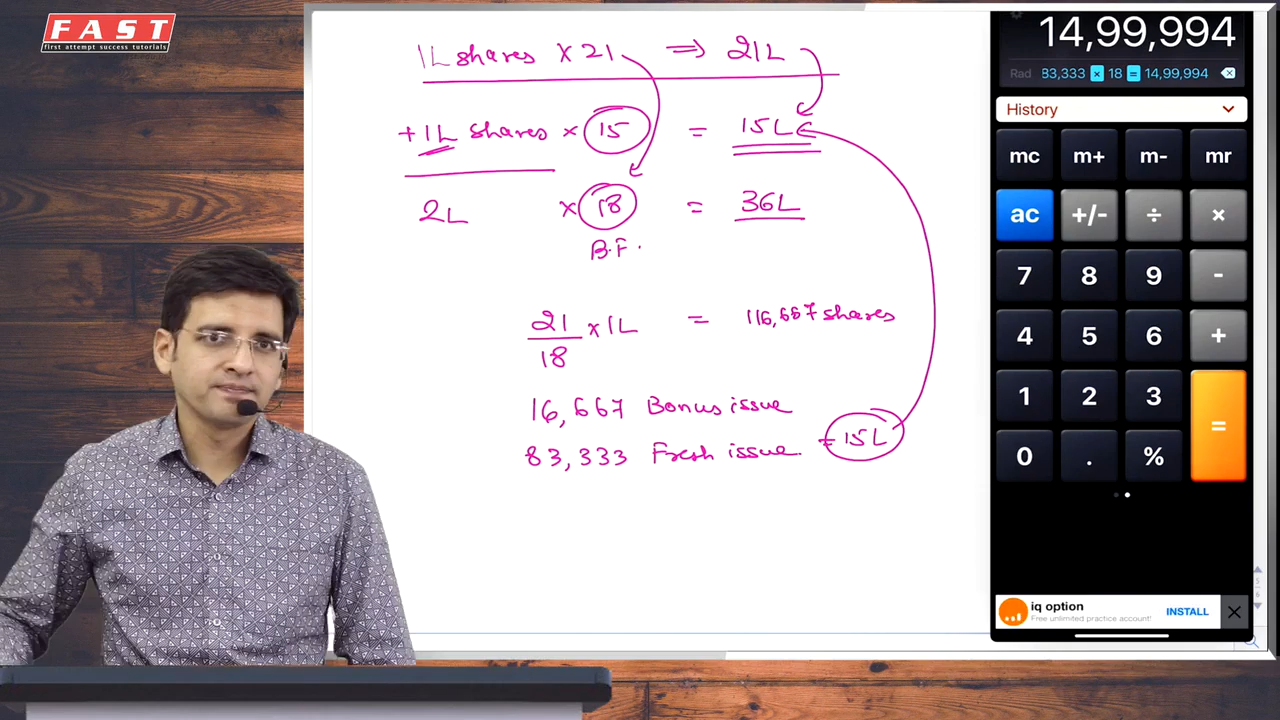 FAST
first attempt success tutorials
1L shares × 21 ⇒ 21L
+1L shares × 15 = 15L
2L × 18 = 36L
B.F.
21/18 × 1L = 116,667 shares
16,667 Bonus issue
83,333 Fresh issue = 15L
14,99,994
Rad 83,333 × 18 = 14,99,994
History
mc m+ m- mr
ac +/- ÷ ×
7 8 9 -
4 5 6 +
1 2 3 =
0 . %
iq option
Free unlimited practice account!
INSTALL